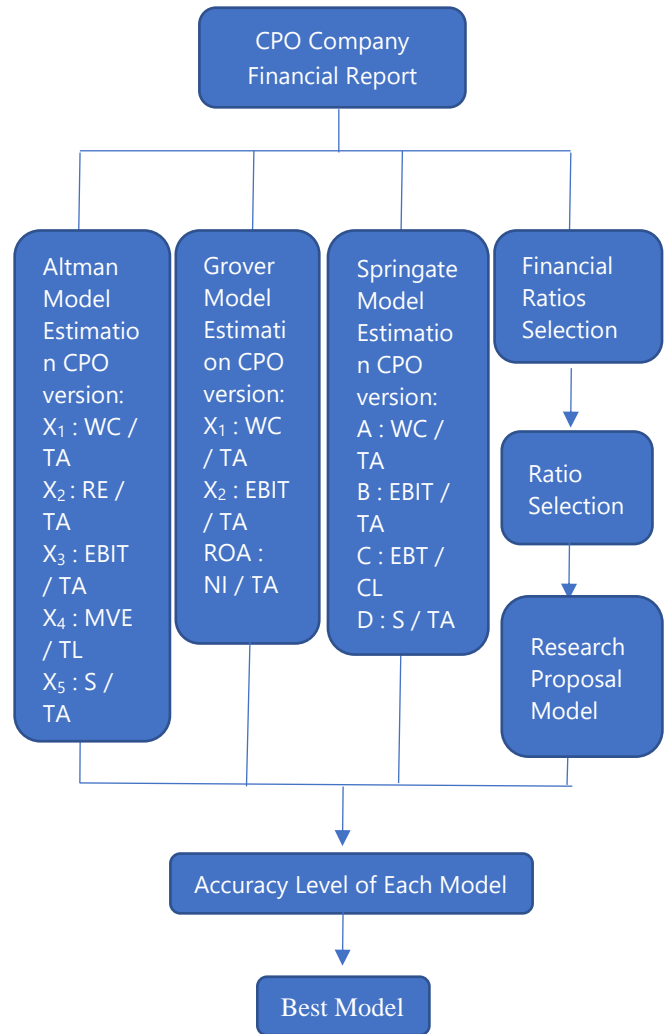 CPO Company
Financial Report
Altman
Model
Estimatio
n CPO
version:
X₁ : WC /
TA
X₂ : RE /
TA
X₃ : EBIT
/ TA
X₄ : MVE
/ TL
X₅ : S /
TA
Grover
Model
Estimati
on CPO
version:
X₁ : WC
/ TA
X₂ : EBIT
/ TA
ROA :
NI / TA
Springate
Model
Estimatio
n CPO
version:
A : WC /
TA
B : EBIT /
TA
C : EBT /
CL
D : S / TA
Financial
Ratios
Selection
Ratio
Selection
Research
Proposal
Model
Accuracy Level of Each Model
Best Model